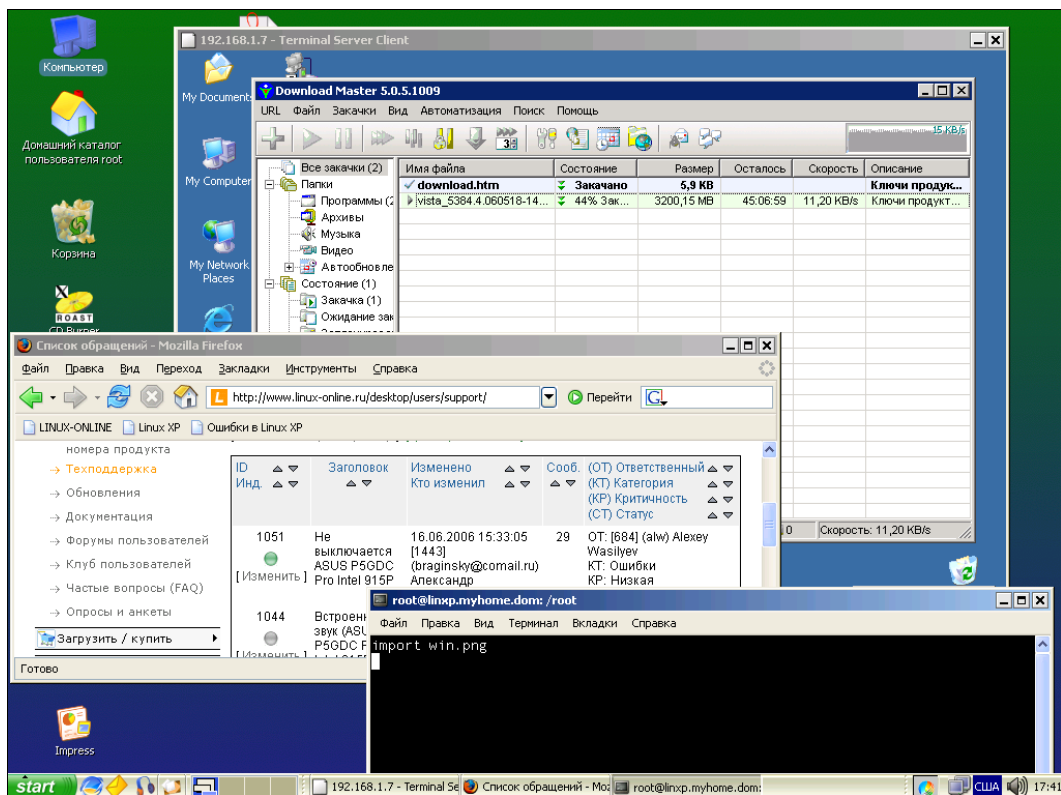 Компьютер
Домашний каталог
пользователя root
Корзина
ROAST
CD Burner
Impress
192.168.1.7 - Terminal Server Client
My Documents
My Computer
My Network
Places
Download Master 5.0.5.1009
URL Файл Закачки Вид Автоматизация Поиск Помощь
15 KB/s
Все закачки (2)
Папки
Программы (2
Архивы
Музыка
Видео
Автообновле
Состояние (1)
Закачка (1)
Ожидание зак
Имя файла Состояние Размер Осталось Скорость Описание
download.htm Закачано 5,9 KB Ключи продук...
vista_5384.4.060518-14... 44% Зак... 3200,15 MB 45:06:59 11,20 KB/s Ключи продукт...
0 Скорость: 11,20 KB/s
Список обращений - Mozilla Firefox
Файл Правка Вид Переход Закладки Инструменты Справка
http://www.linux-online.ru/desktop/users/support/ Перейти
LINUX-ONLINE Linux XP Ошибки в Linux XP
номера продукта
Техподдержка
Обновления
Документация
Форумы пользователей
Клуб пользователей
Частые вопросы (FAQ)
Опросы и анкеты
Загрузить / купить
ID Заголовок Изменено Сооб. (ОТ) Ответственный
Инд. Кто изменил (КТ) Категория
(КР) Критичность
(СТ) Статус
1051 Не 16.06.2006 15:33:05 29 ОТ: [684] (alw) Alexey
выключается [1443] Wasilyev
ASUS P5GDC (braginsky@comail.ru) КТ: Ошибки
[Изменить] Pro Intel 915P Александр КР: Низкая
1044 Встроенн
звук (ASU
P5GDC P
[Изменить]
Готово
root@linxp.myhome.dom: /root
Файл Правка Вид Терминал Вкладки Справка
import win.png
start 192.168.1.7 - Terminal Se Список обращений - Moz root@linxp.myhome.dom: США 17:41